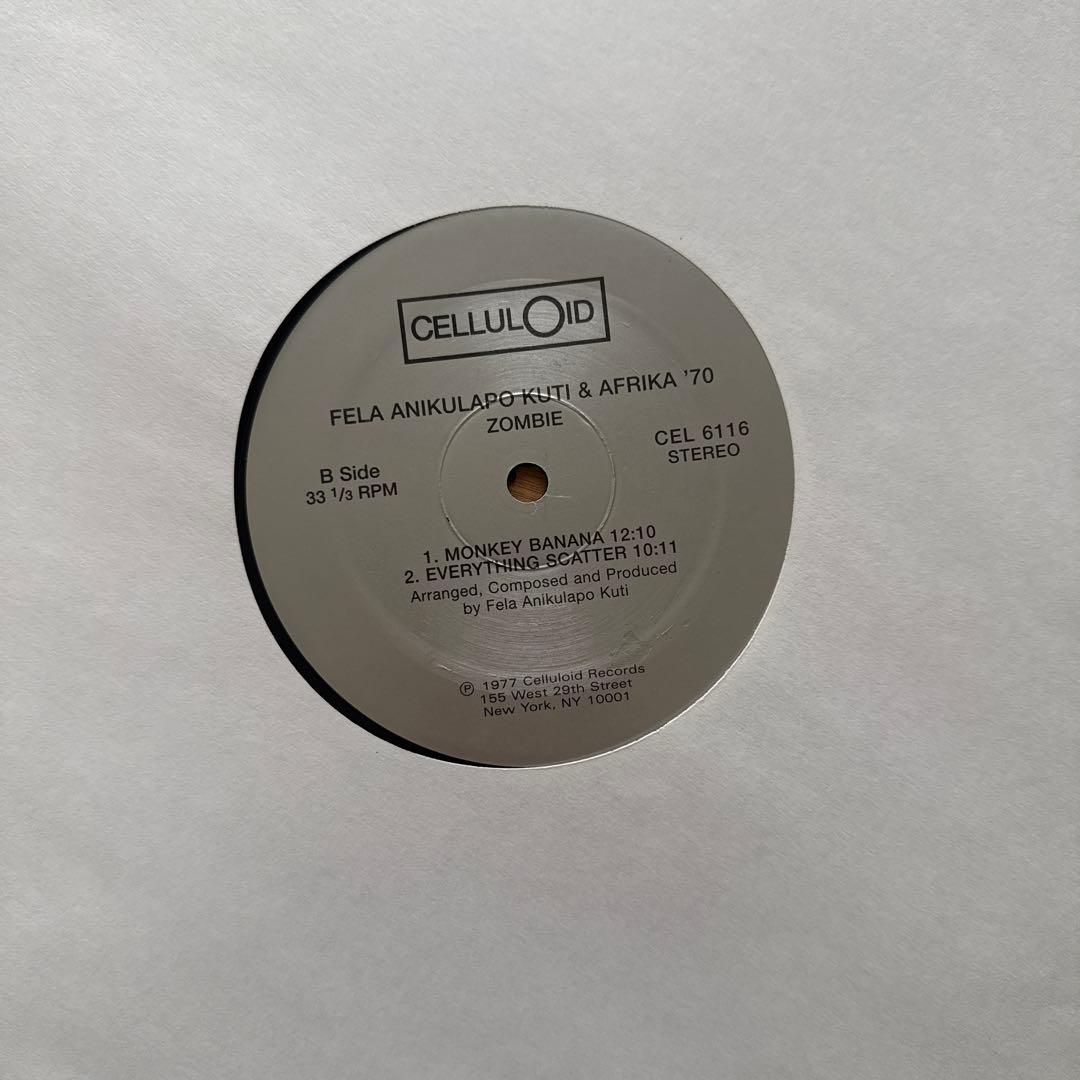 CELLULOID
FELA ANIKULAPO KUTI & AFRIKA '70
ZOMBIE
B Side
33 1/3 RPM
CEL 6116
STEREO
1. MONKEY BANANA 12:10
2. EVERYTHING SCATTER 10:11
Arranged, Composed and Produced
by Fela Anikulapo Kuti
℗ 1977 Celluloid Records
155 West 29th Street
New York, NY 10001